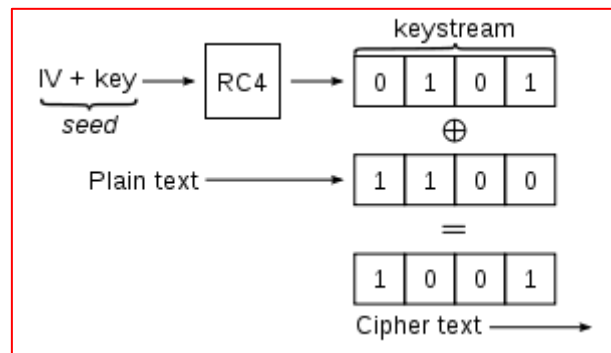 keystream
IV + key RC4 0 1 0 1
seed
⊕
Plain text 1 1 0 0
=
1 0 0 1
Cipher text